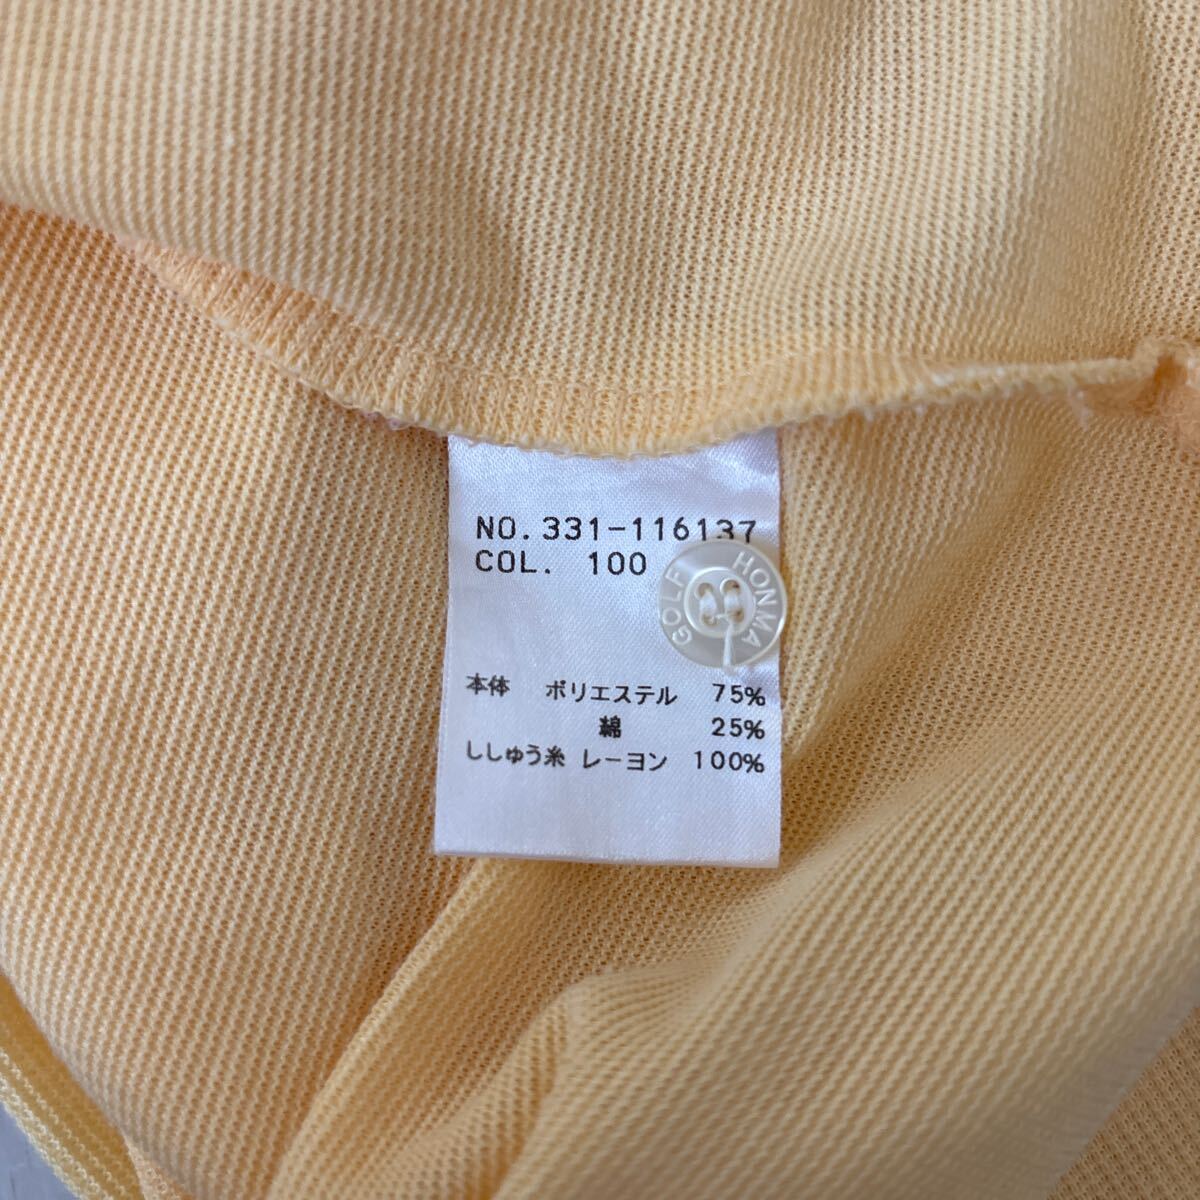 NO.331-116137
COL. 100
HONMA GOLF
本体 ポリエステル 75%
綿 25%
ししゅう糸 レーヨン 100%